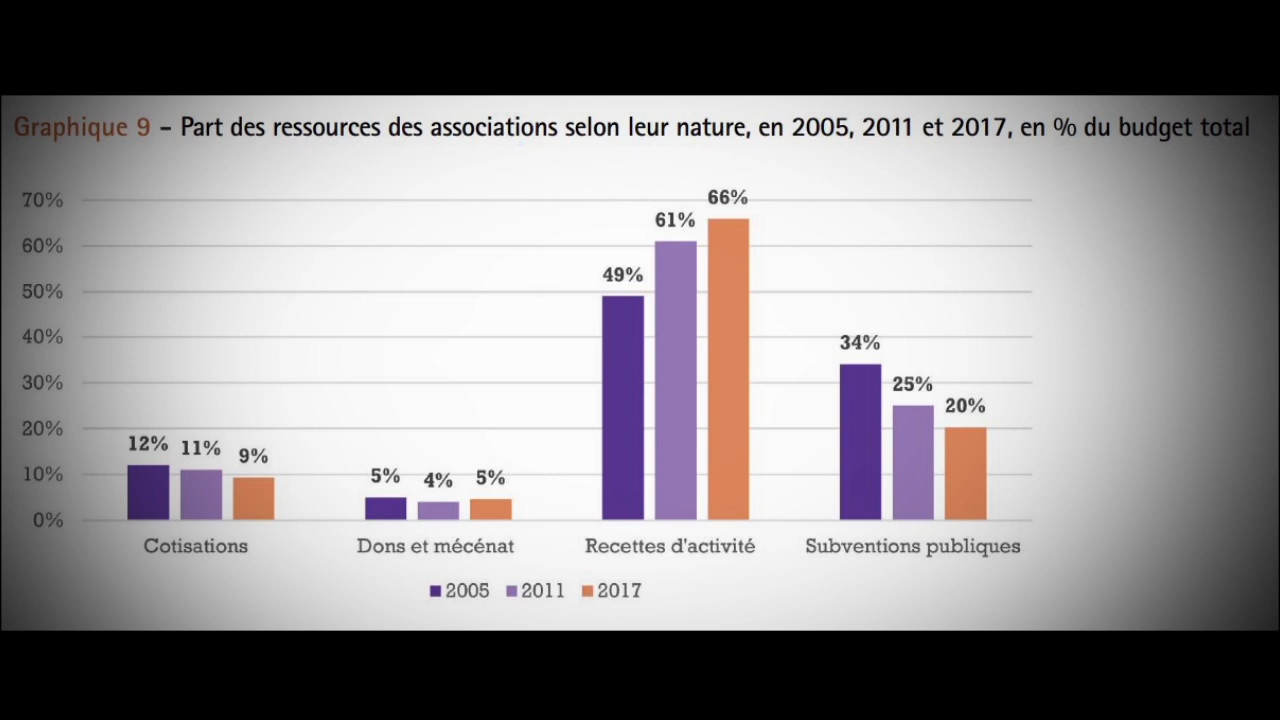 Graphique 9 – Part des ressources des associations selon leur nature, en 2005, 2011 et 2017, en % du budget total
70%
60%
50%
40%
30%
20%
10%
0%
12% 11% 9%
5% 4% 5%
49% 61% 66%
34% 25% 20%
Cotisations Dons et mécénat Recettes d'activité Subventions publiques
2005 2011 2017